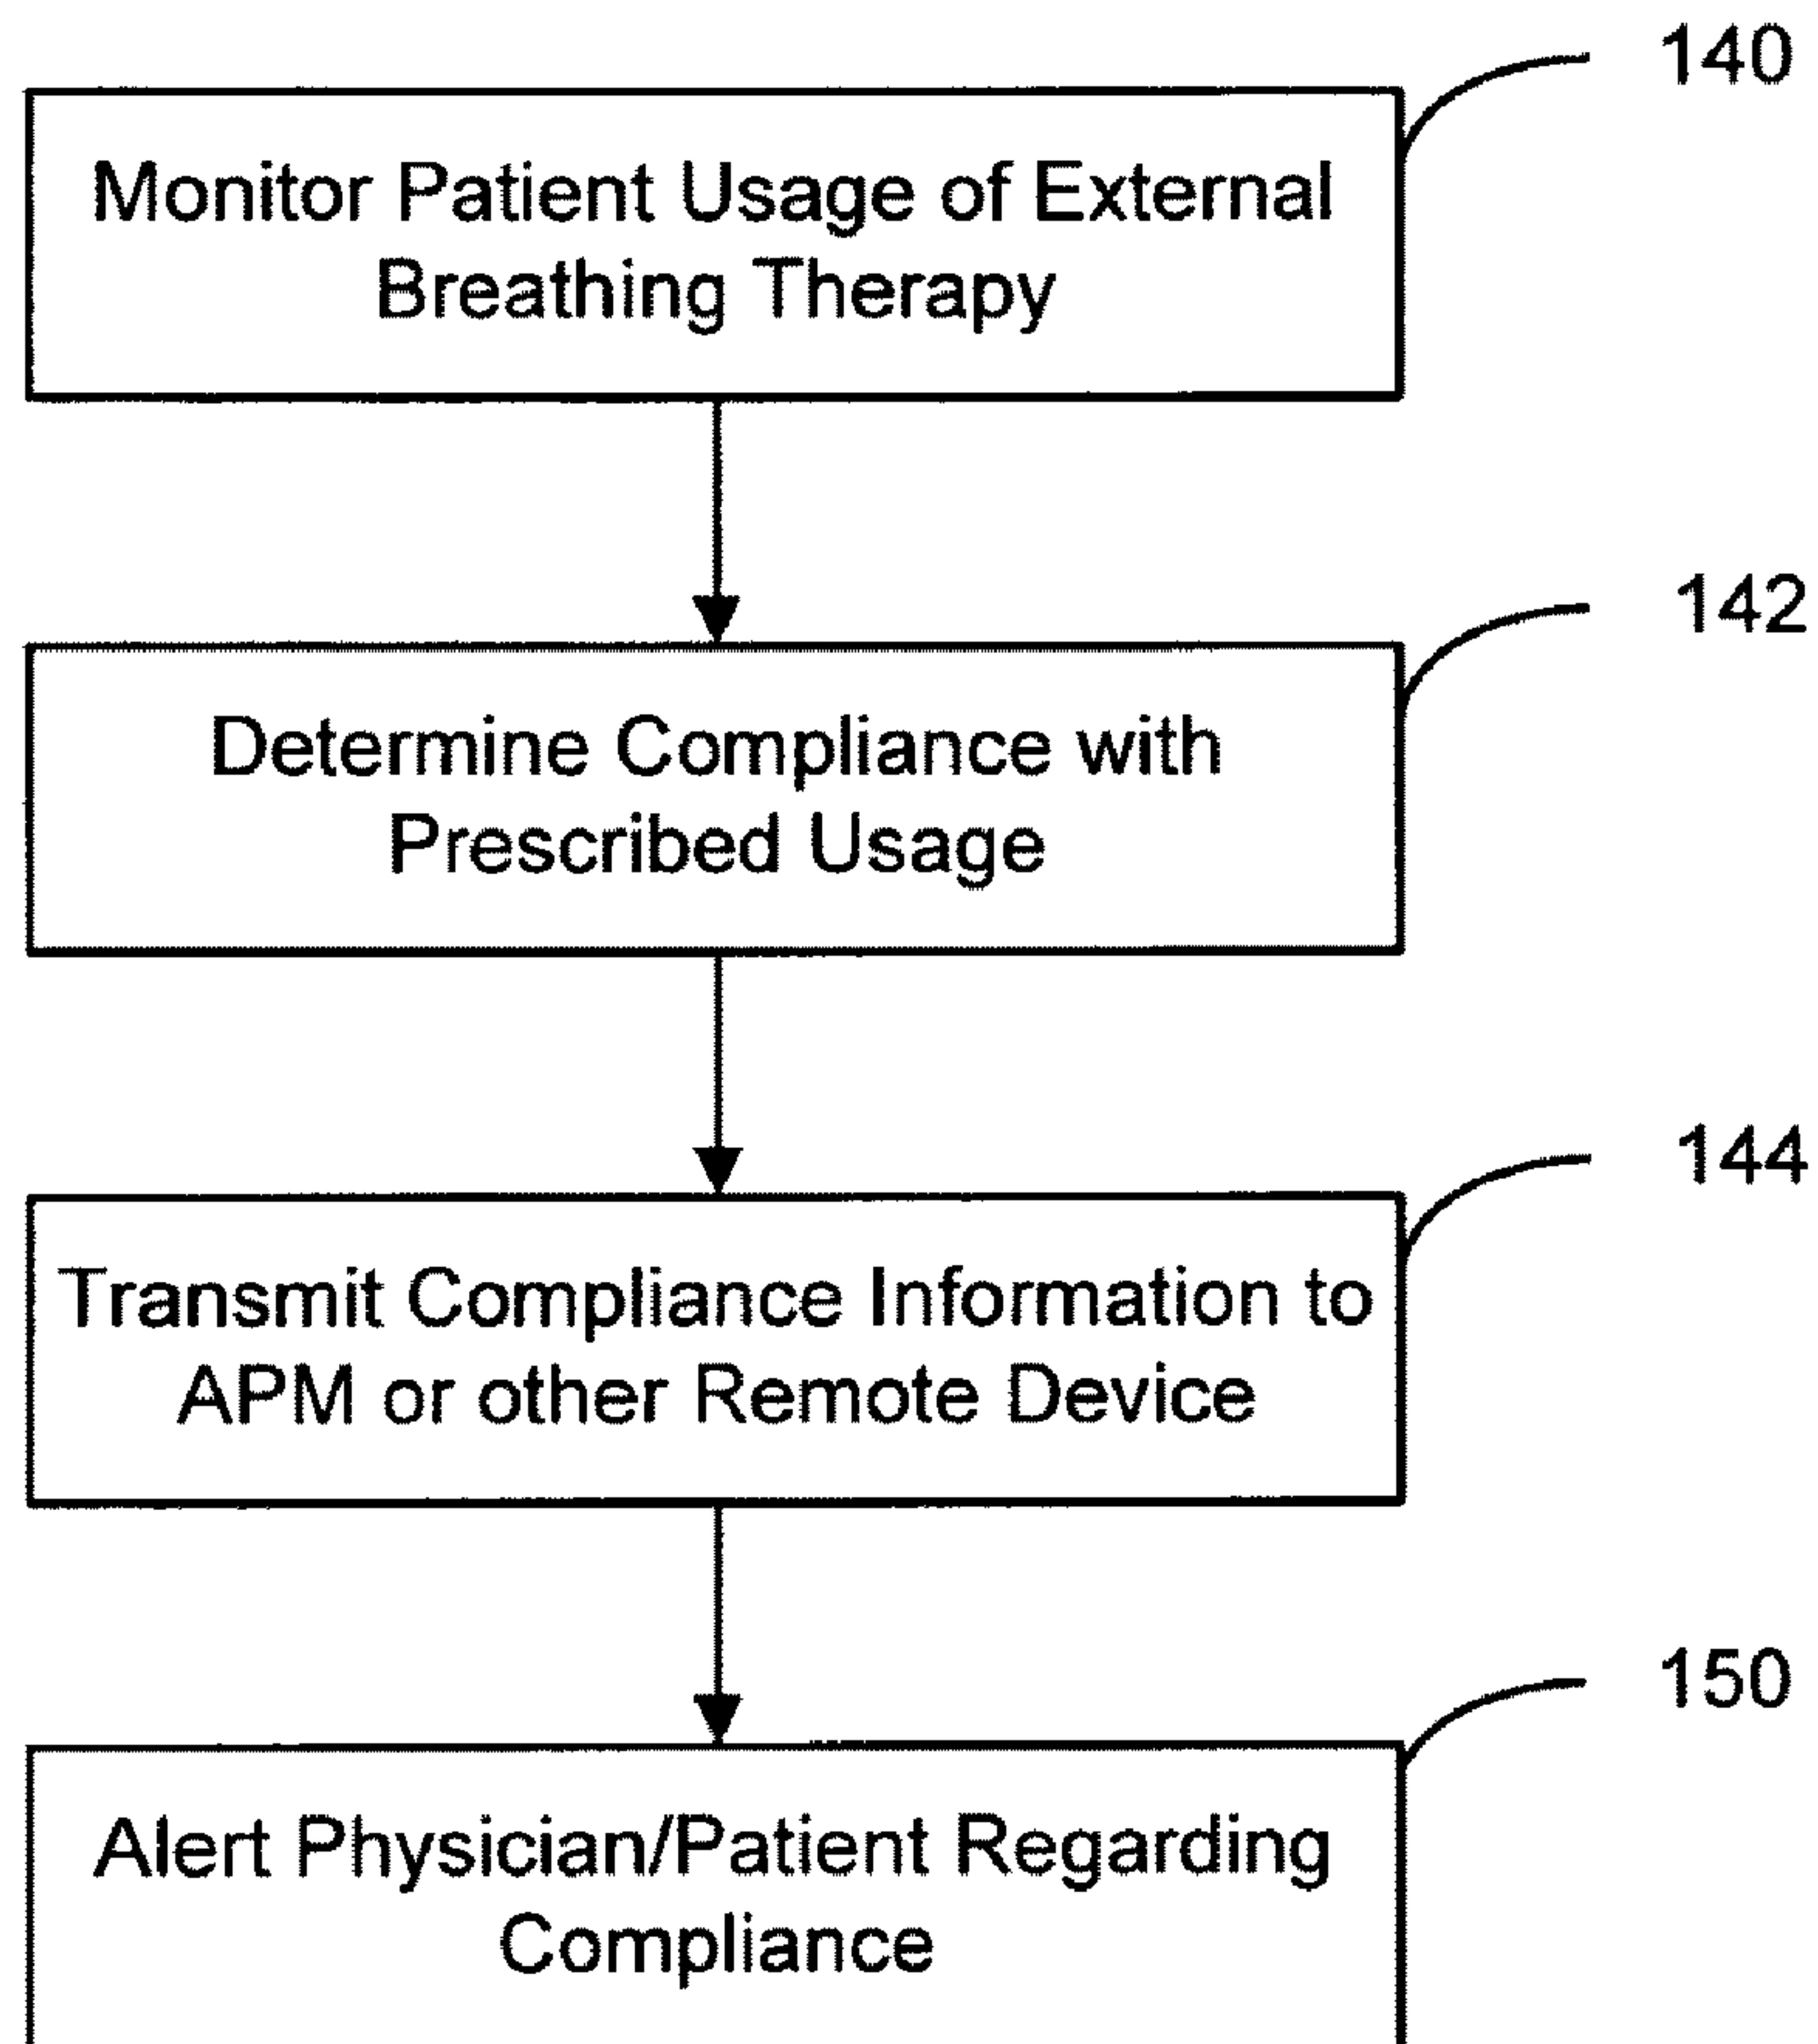 140
Monitor Patient Usage of External
Breathing Therapy
142
Determine Compliance with
Prescribed Usage
144
Transmit Compliance Information to
APM or other Remote Device
150
Alert Physician/Patient Regarding
Compliance